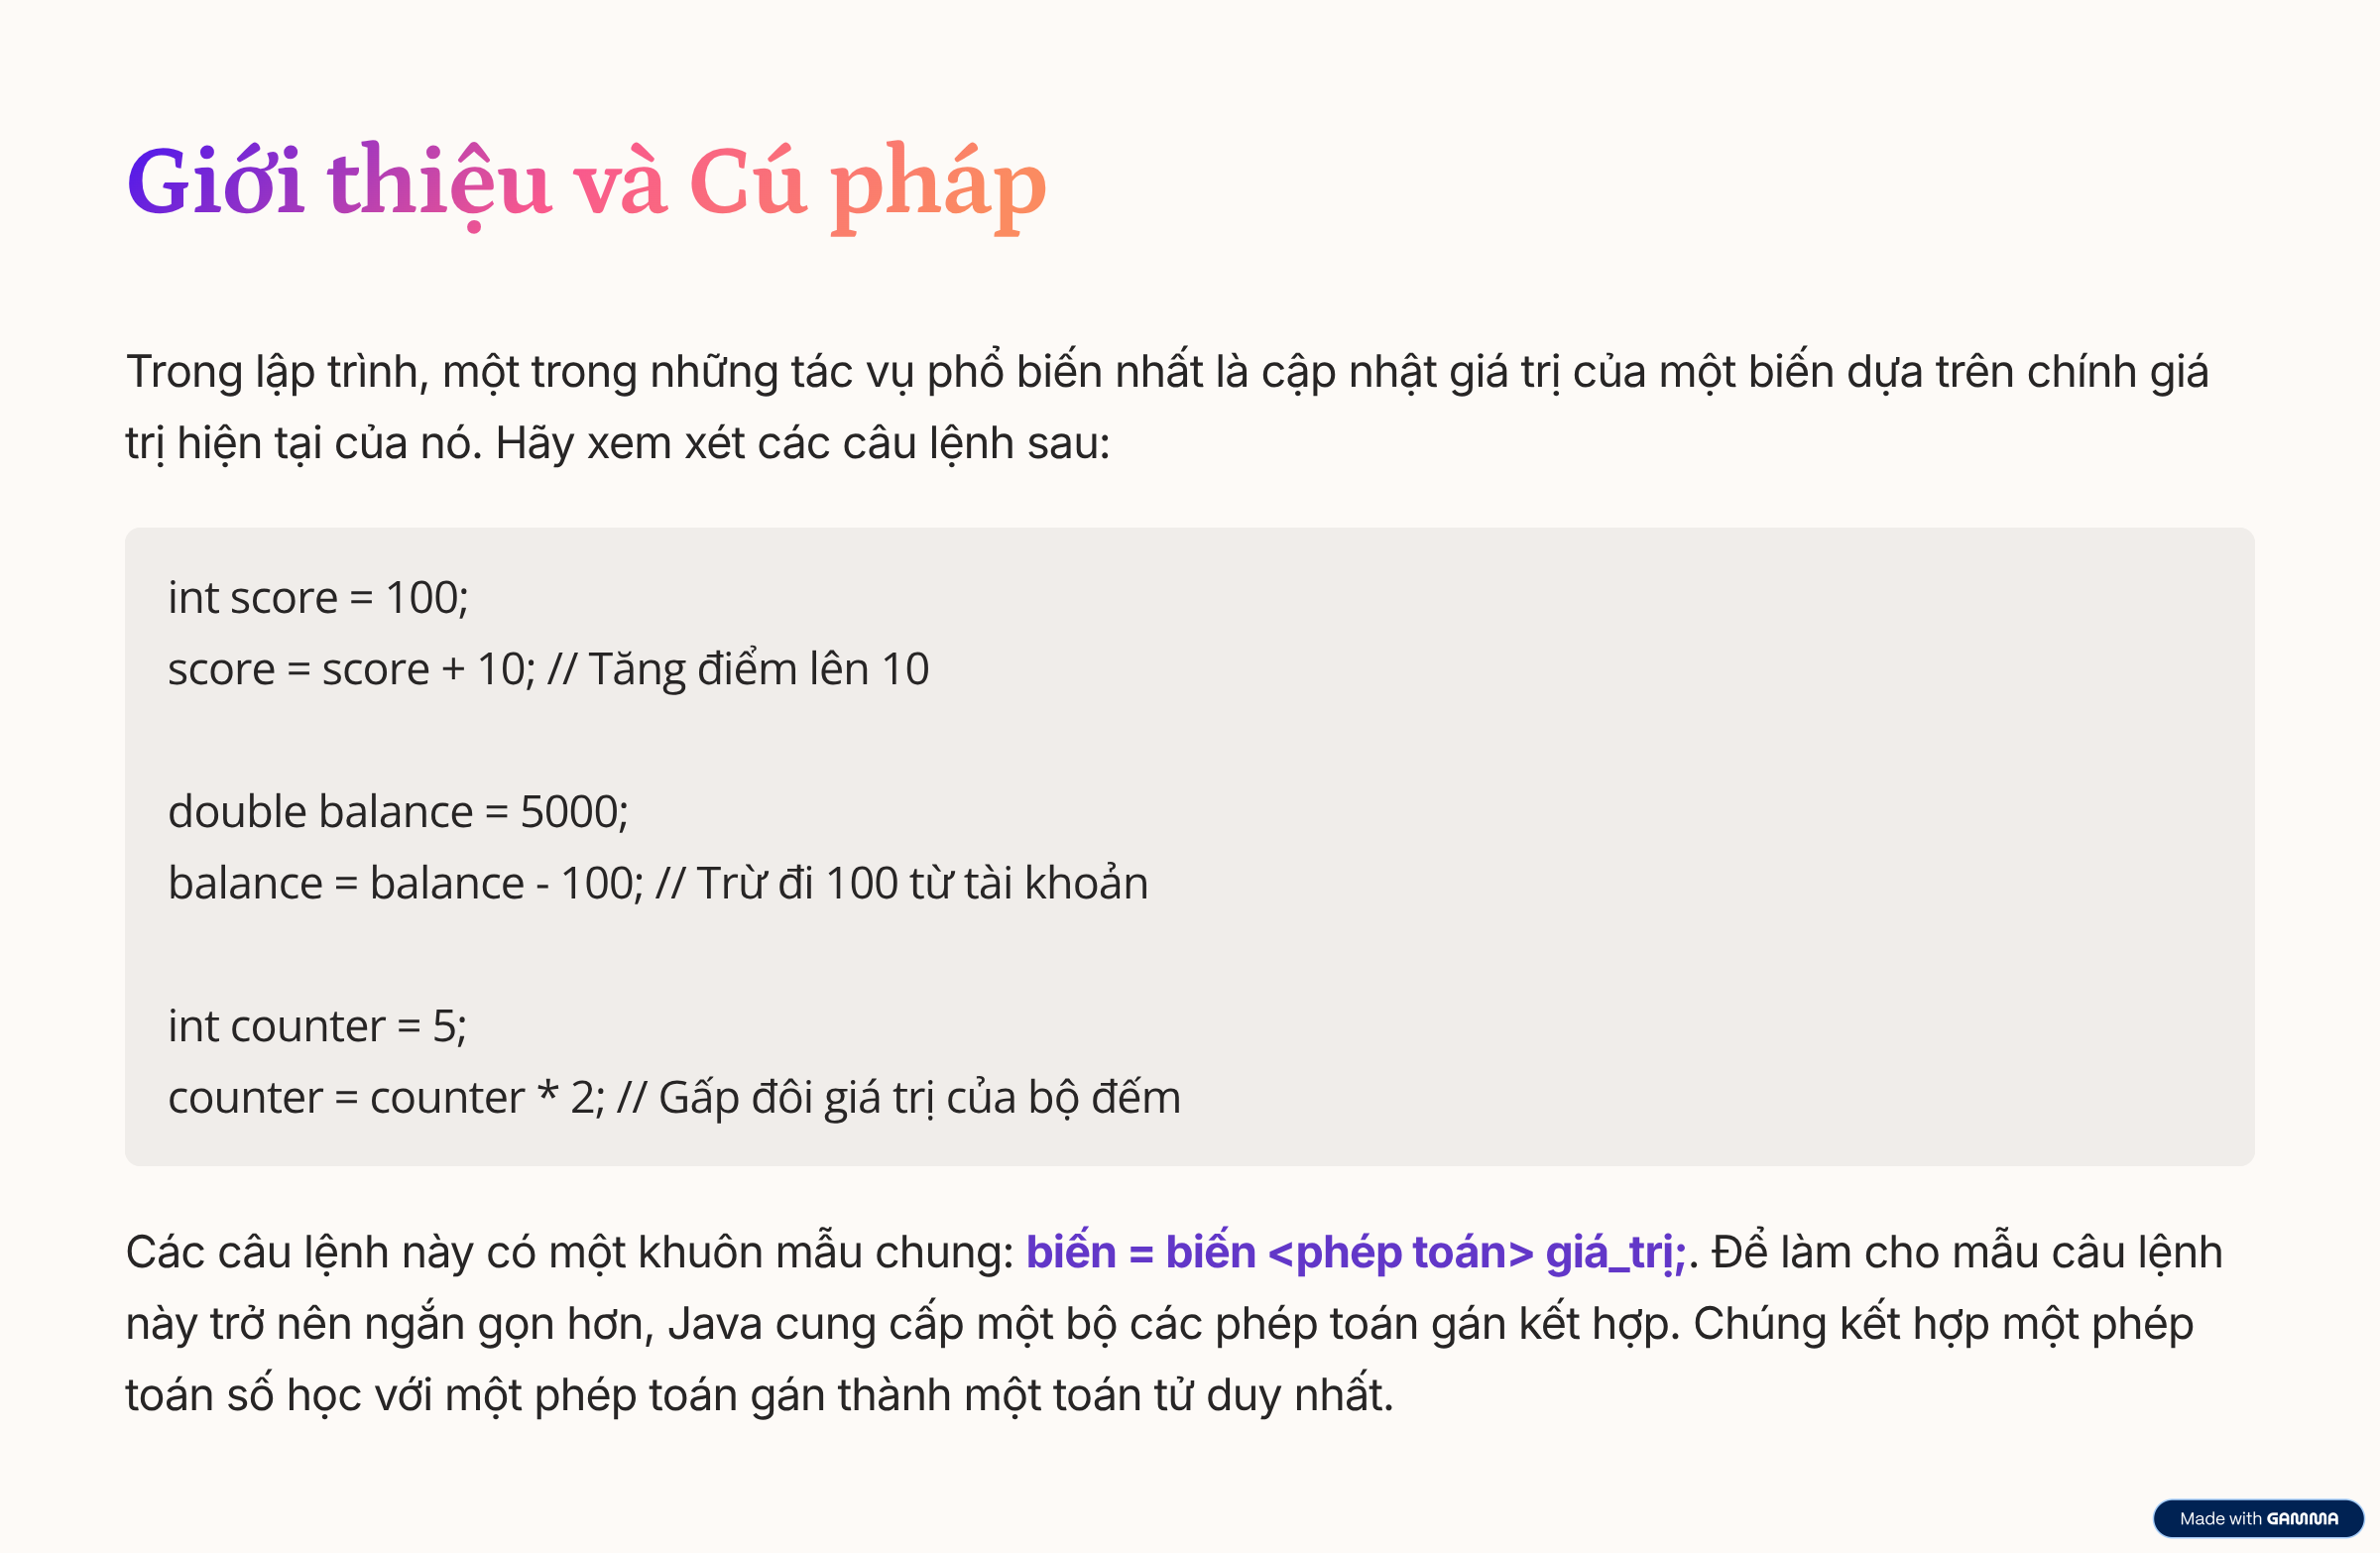 Giới thiệu và Cú pháp
Trong lập trình, một trong những tác vụ phổ biến nhất là cập nhật giá trị của một biến dựa trên chính giá
trị hiện tại của nó. Hãy xem xét các câu lệnh sau:
int score = 100;
score = score + 10; // Tăng điểm lên 10
double balance = 5000;
balance = balance - 100; // Trừ đi 100 từ tài khoản
int counter = 5;
counter = counter * 2; // Gấp đôi giá trị của bộ đếm
Các câu lệnh này có một khuôn mẫu chung: biến = biến <phép toán> giá_trị;. Để làm cho mẫu câu lệnh
này trở nên ngắn gọn hơn, Java cung cấp một bộ các phép toán gán kết hợp. Chúng kết hợp một phép
toán số học với một phép toán gán thành một toán tử duy nhất.
Made with GAMMA